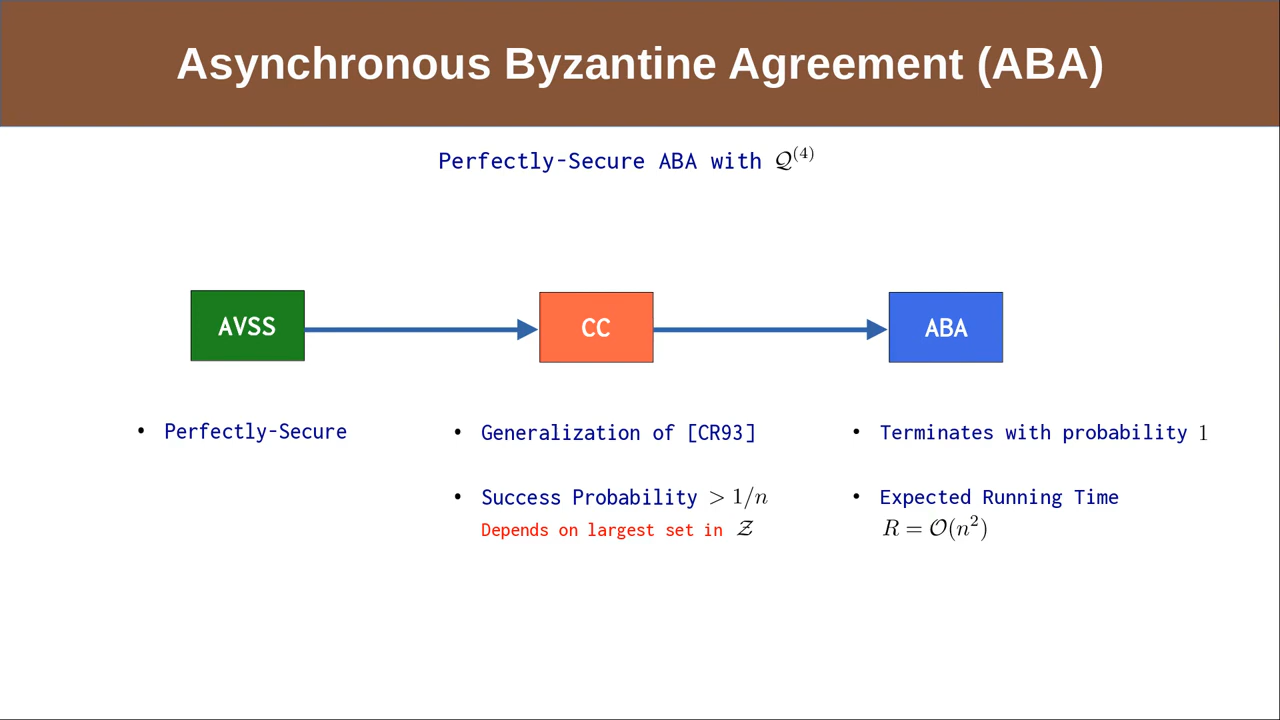 Asynchronous Byzantine Agreement (ABA)
Perfectly-Secure ABA with 𝒬⁽⁴⁾
AVSS
CC
ABA
• Perfectly-Secure
• Generalization of [CR93]
• Success Probability > 1/n
Depends on largest set in 𝒵
• Terminates with probability 1
• Expected Running Time
R = 𝒪(n²)